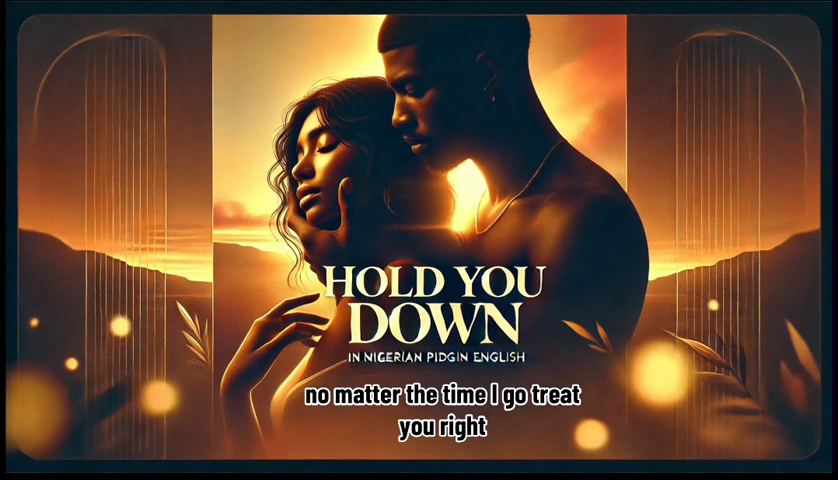 HOLD YOU
DOWN
IN NIGERIAN PIDGIN ENGLISH
no matter the time I go treat
you right